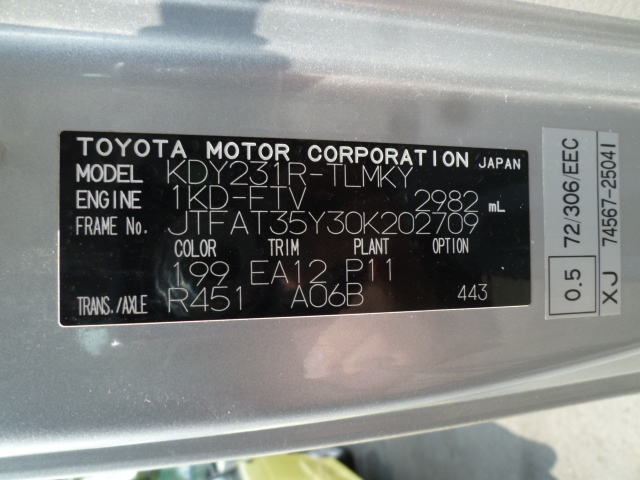 TOYOTA MOTOR CORPORATION JAPAN
MODEL KDY231R-TLMKY
ENGINE 1KD-FTV 2982 mL
FRAME No. JTFAT35Y30K202709
COLOR TRIM PLANT OPTION
199 EA12 P11
TRANS./AXLE R451 A06B 443
0.5 72/306/EEC
XJ 74567-25041